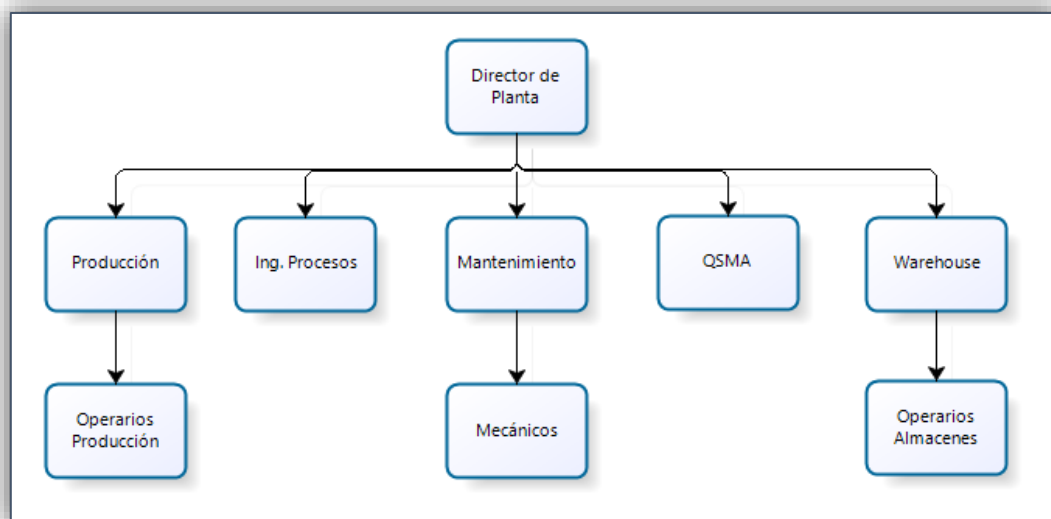 Director de
Planta
Producción
Ing. Procesos
Mantenimiento
QSMA
Warehouse
Operarios
Producción
Mecánicos
Operarios
Almacenes